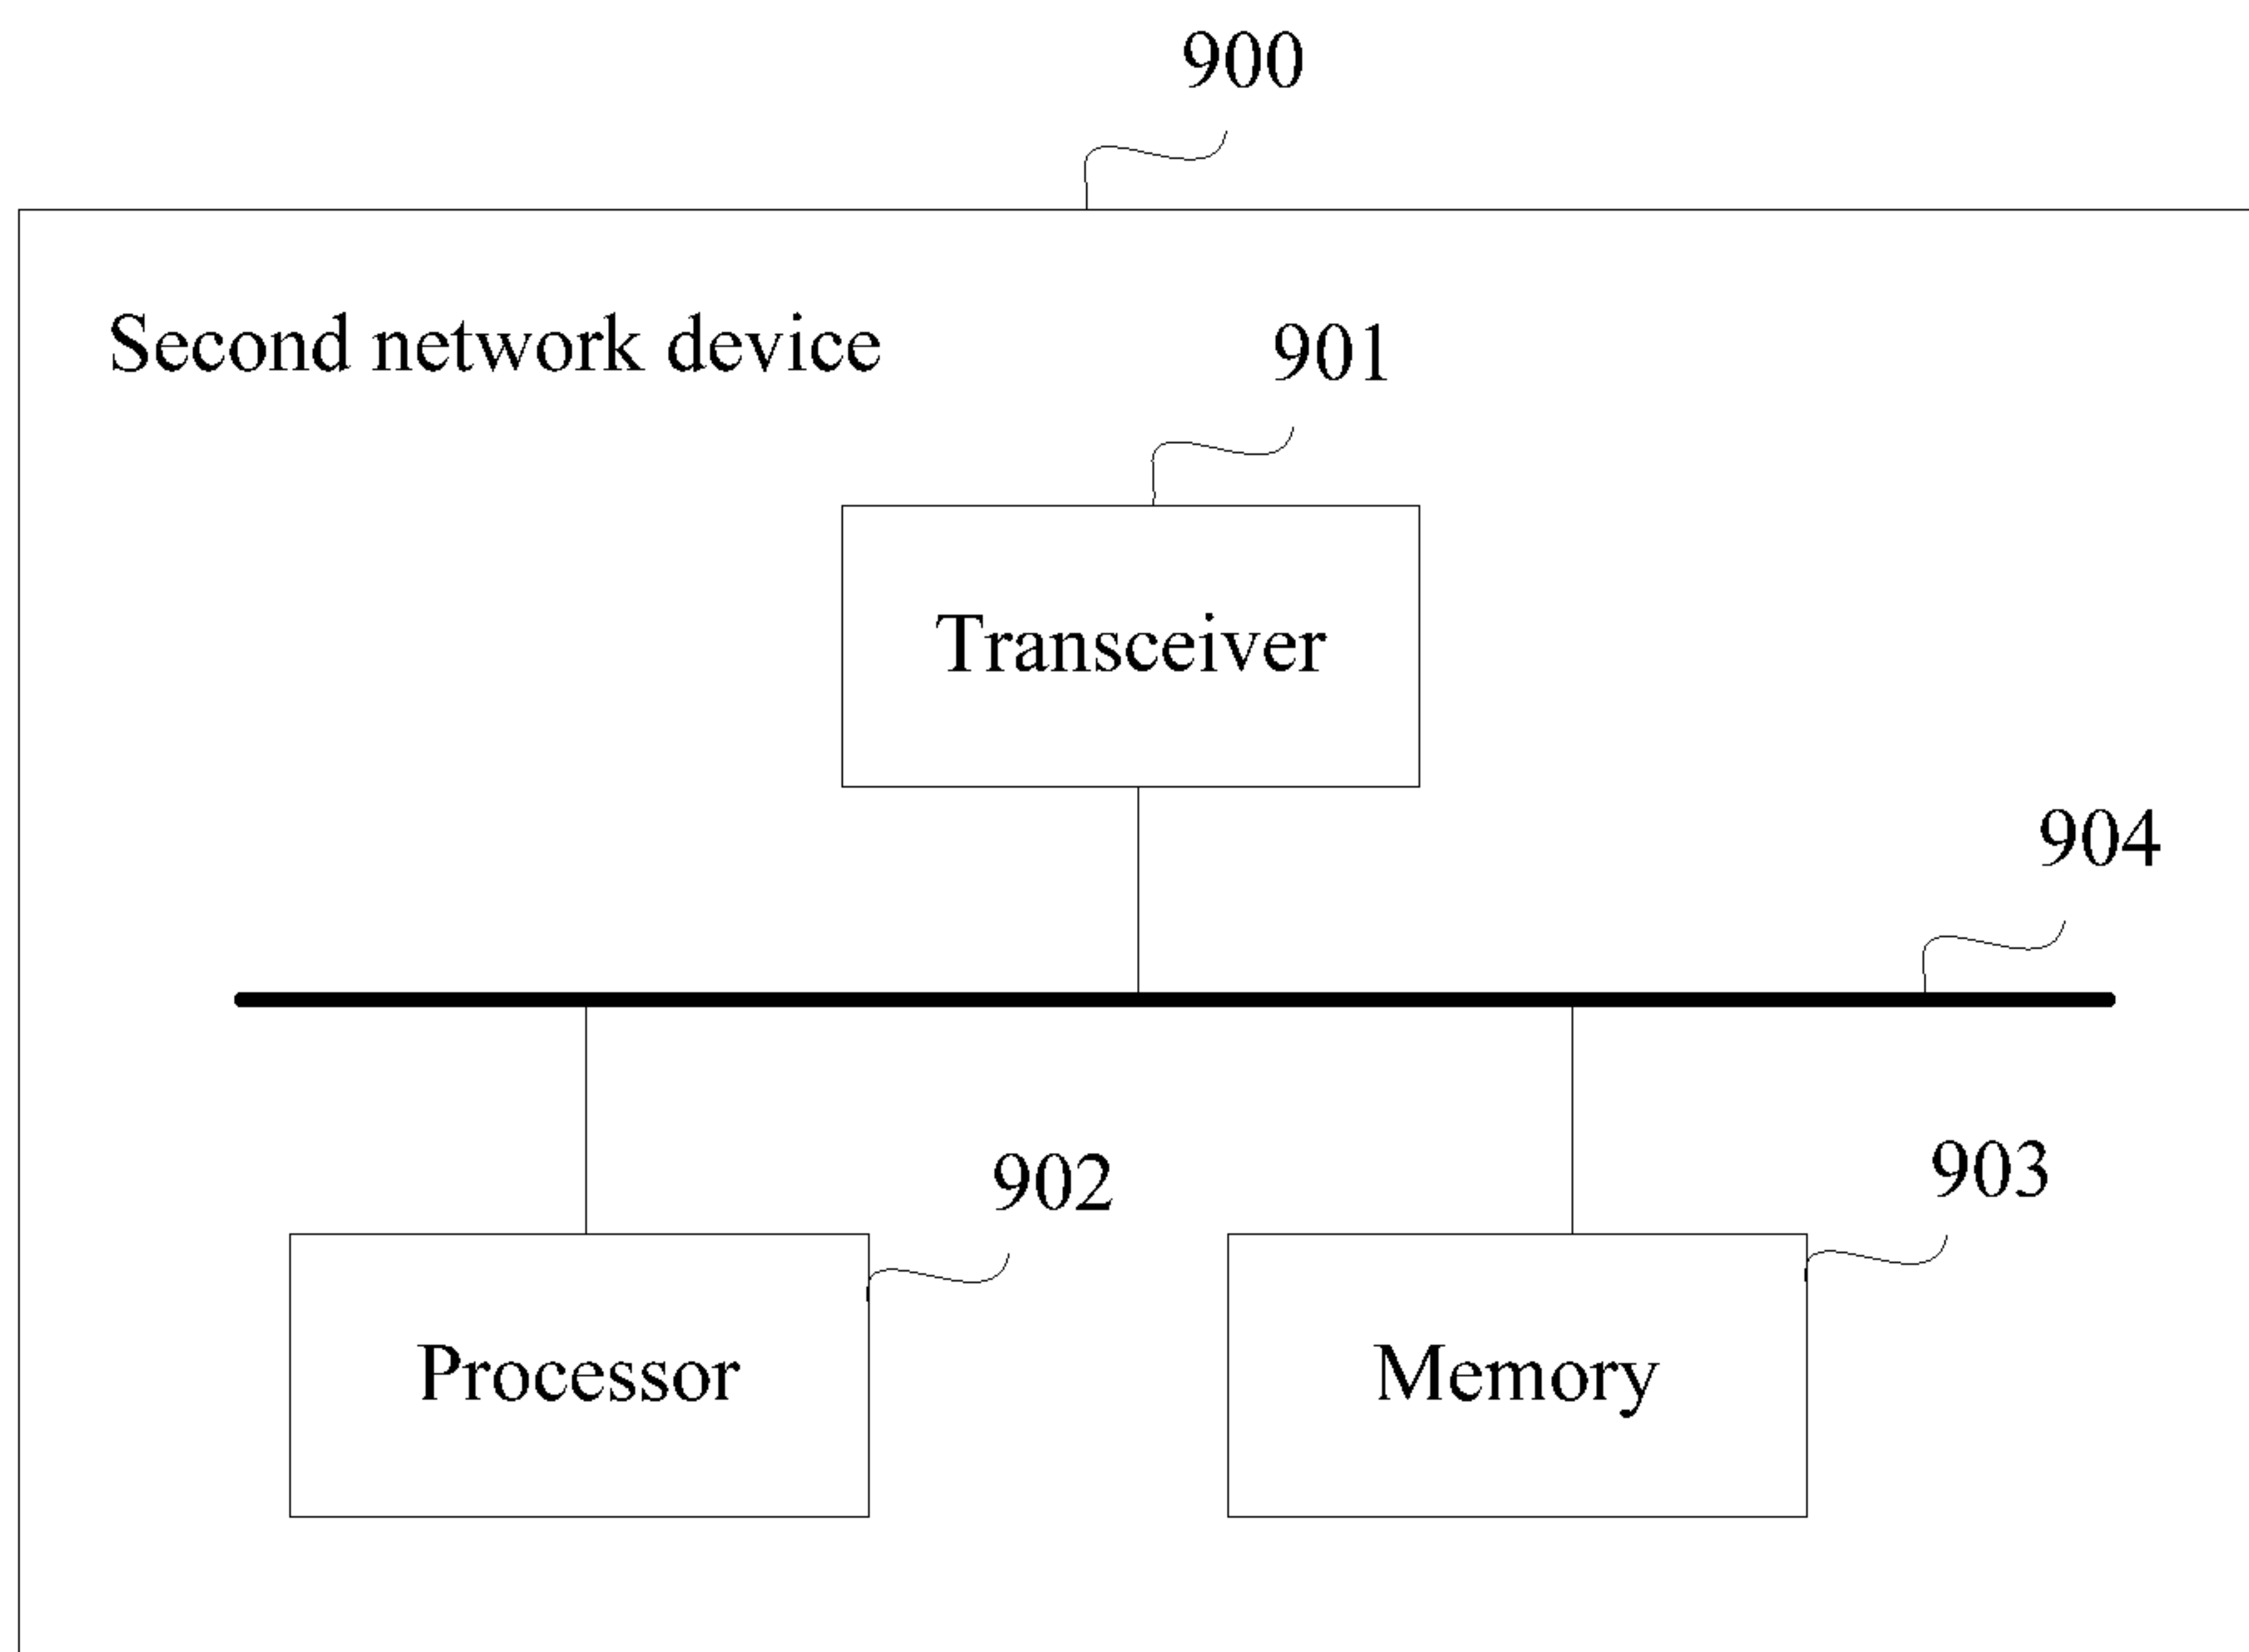 900
Second network device
901
Transceiver
904
902
903
Processor
Memory